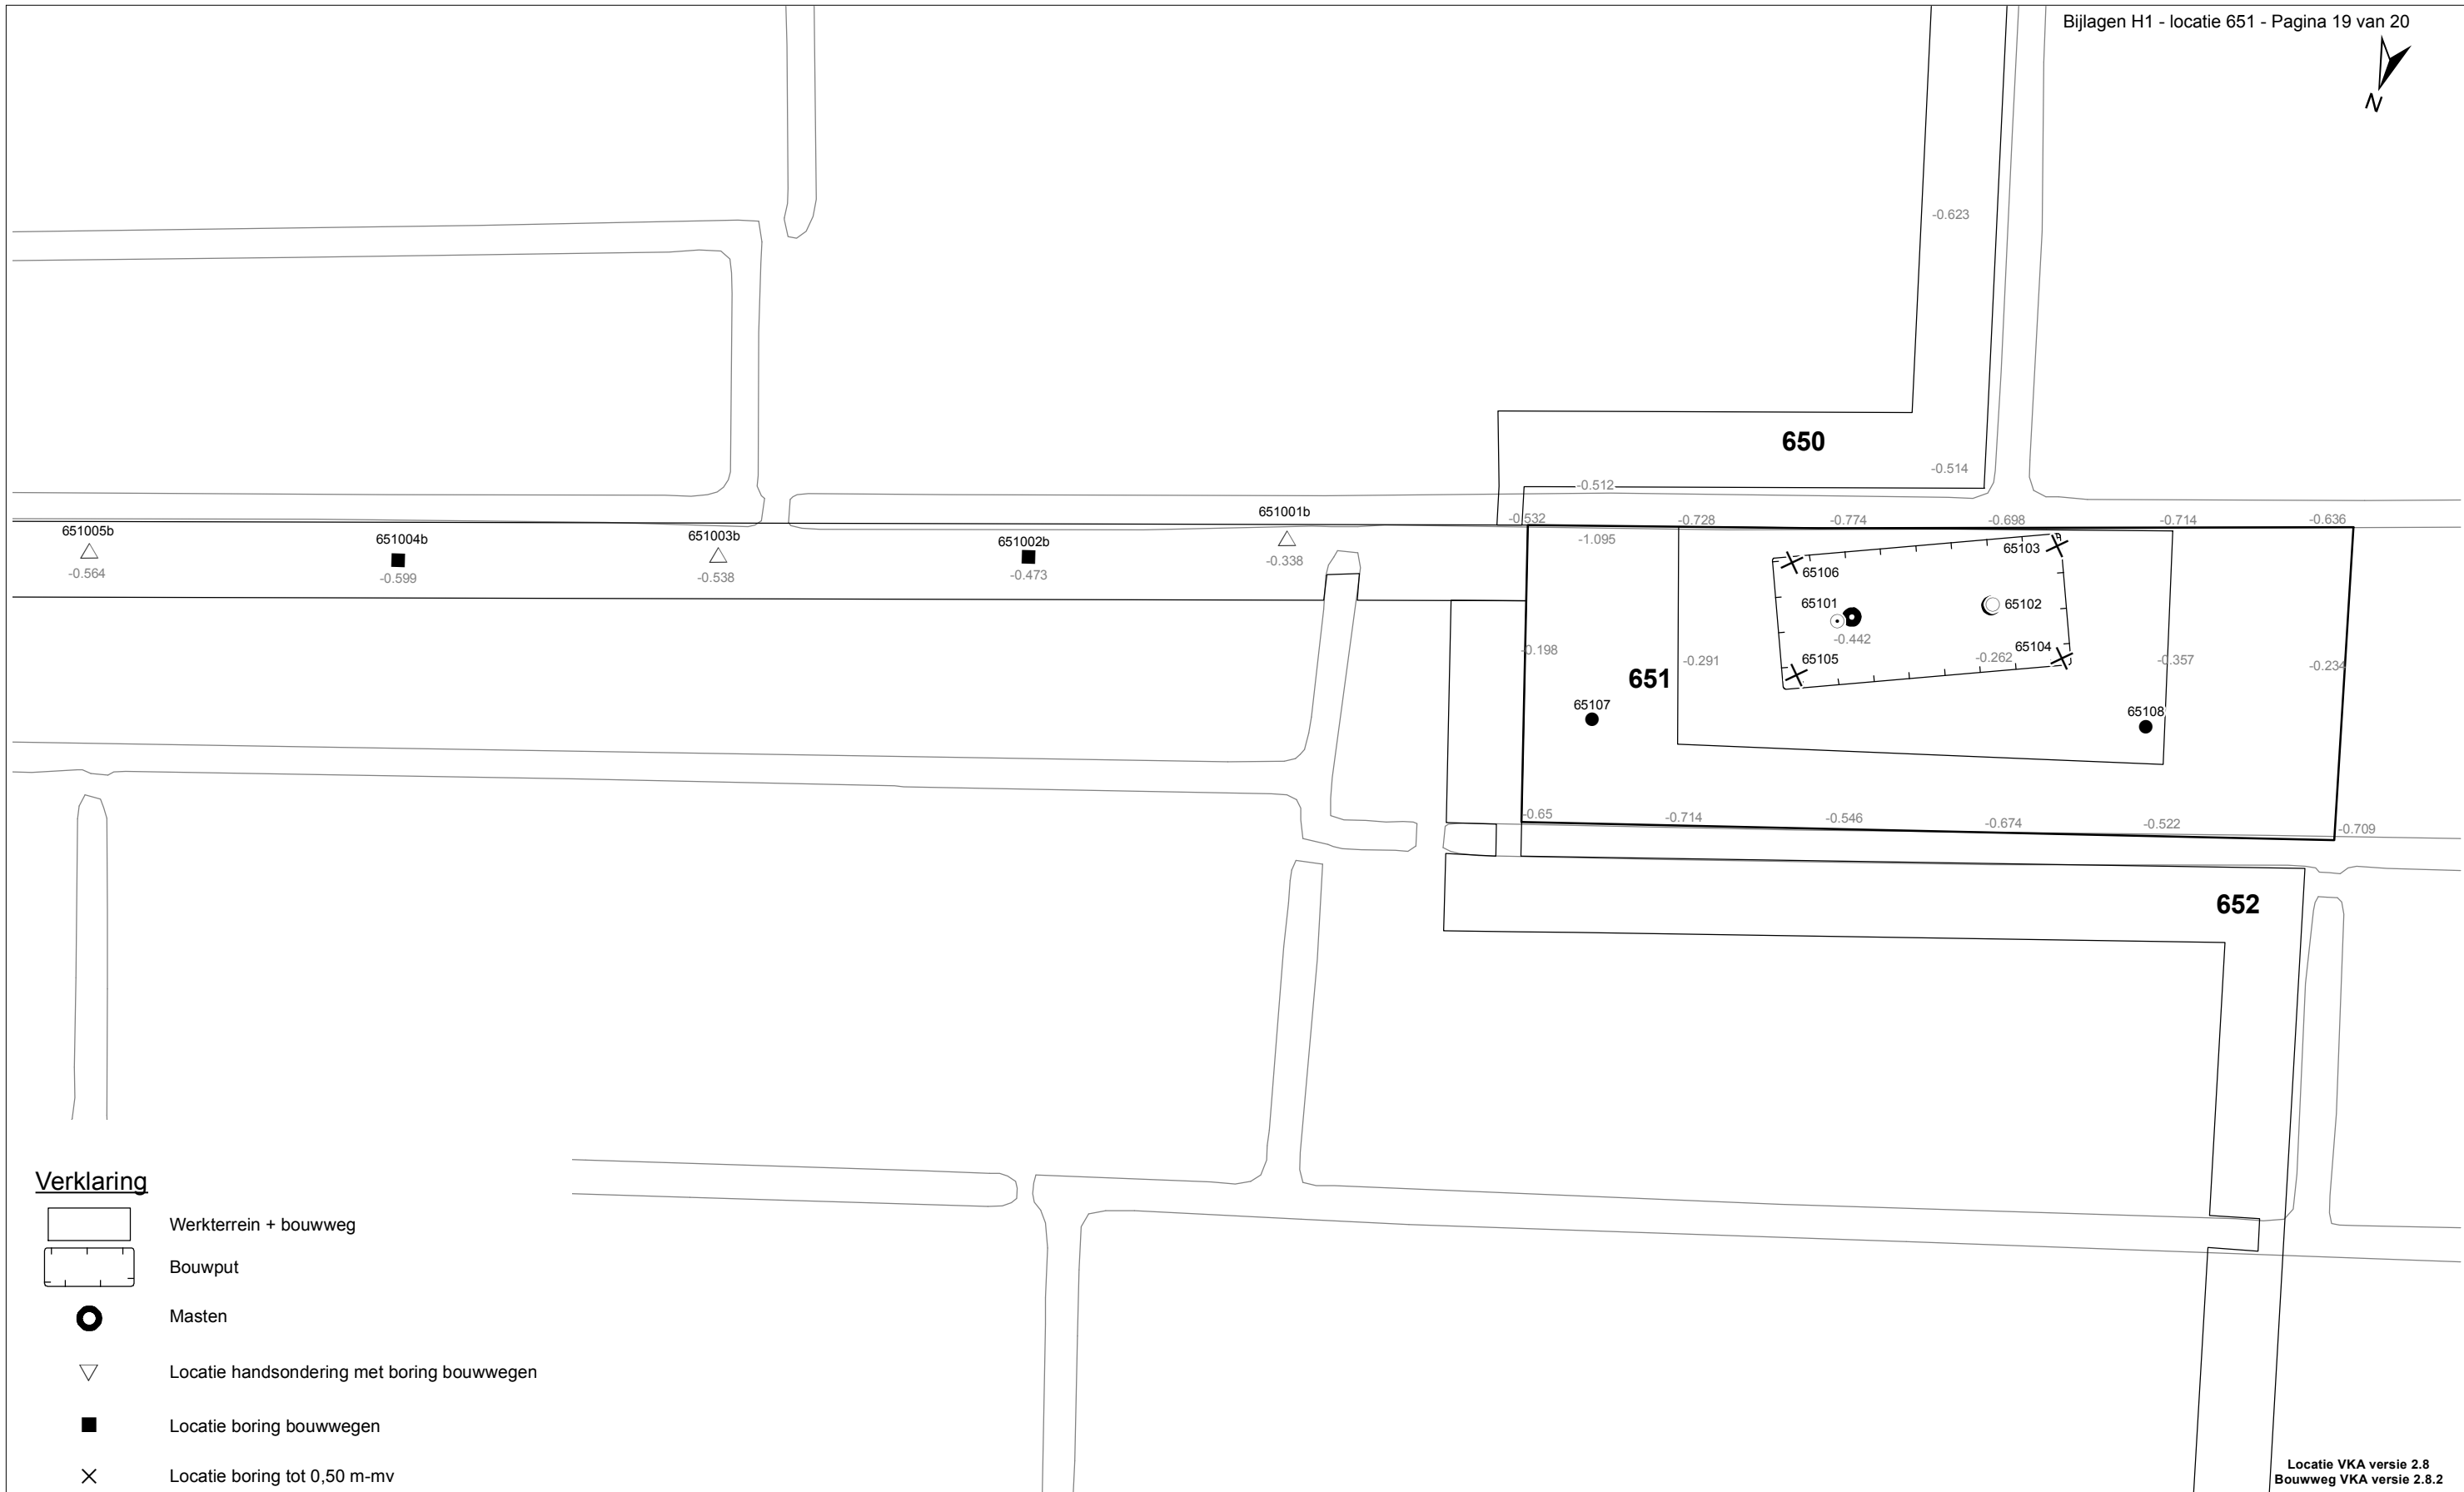 Bijlagen H1 - locatie 651 - Pagina 19 van 20
N
-0.623
650
-0.514
-0.512
651001b
-0.532
-0.728
-0.774
-0.698
-0.714
-0.636
651005b
651004b
651003b
651002b
-1.095
65103
-0.564
-0.599
-0.538
-0.473
-0.338
65106
65101
65102
-0.442
-0.198
-0.291
65105
-0.262
65104
-0.357
-0.234
651
65107
65108
-0.65
-0.714
-0.546
-0.674
-0.522
-0.709
652
Verklaring
Werkterrein + bouwweg
Bouwput
Masten
Locatie handsondering met boring bouwwegen
Locatie boring bouwwegen
Locatie boring tot 0,50 m-mv
Locatie VKA versie 2.8
Bouwweg VKA versie 2.8.2